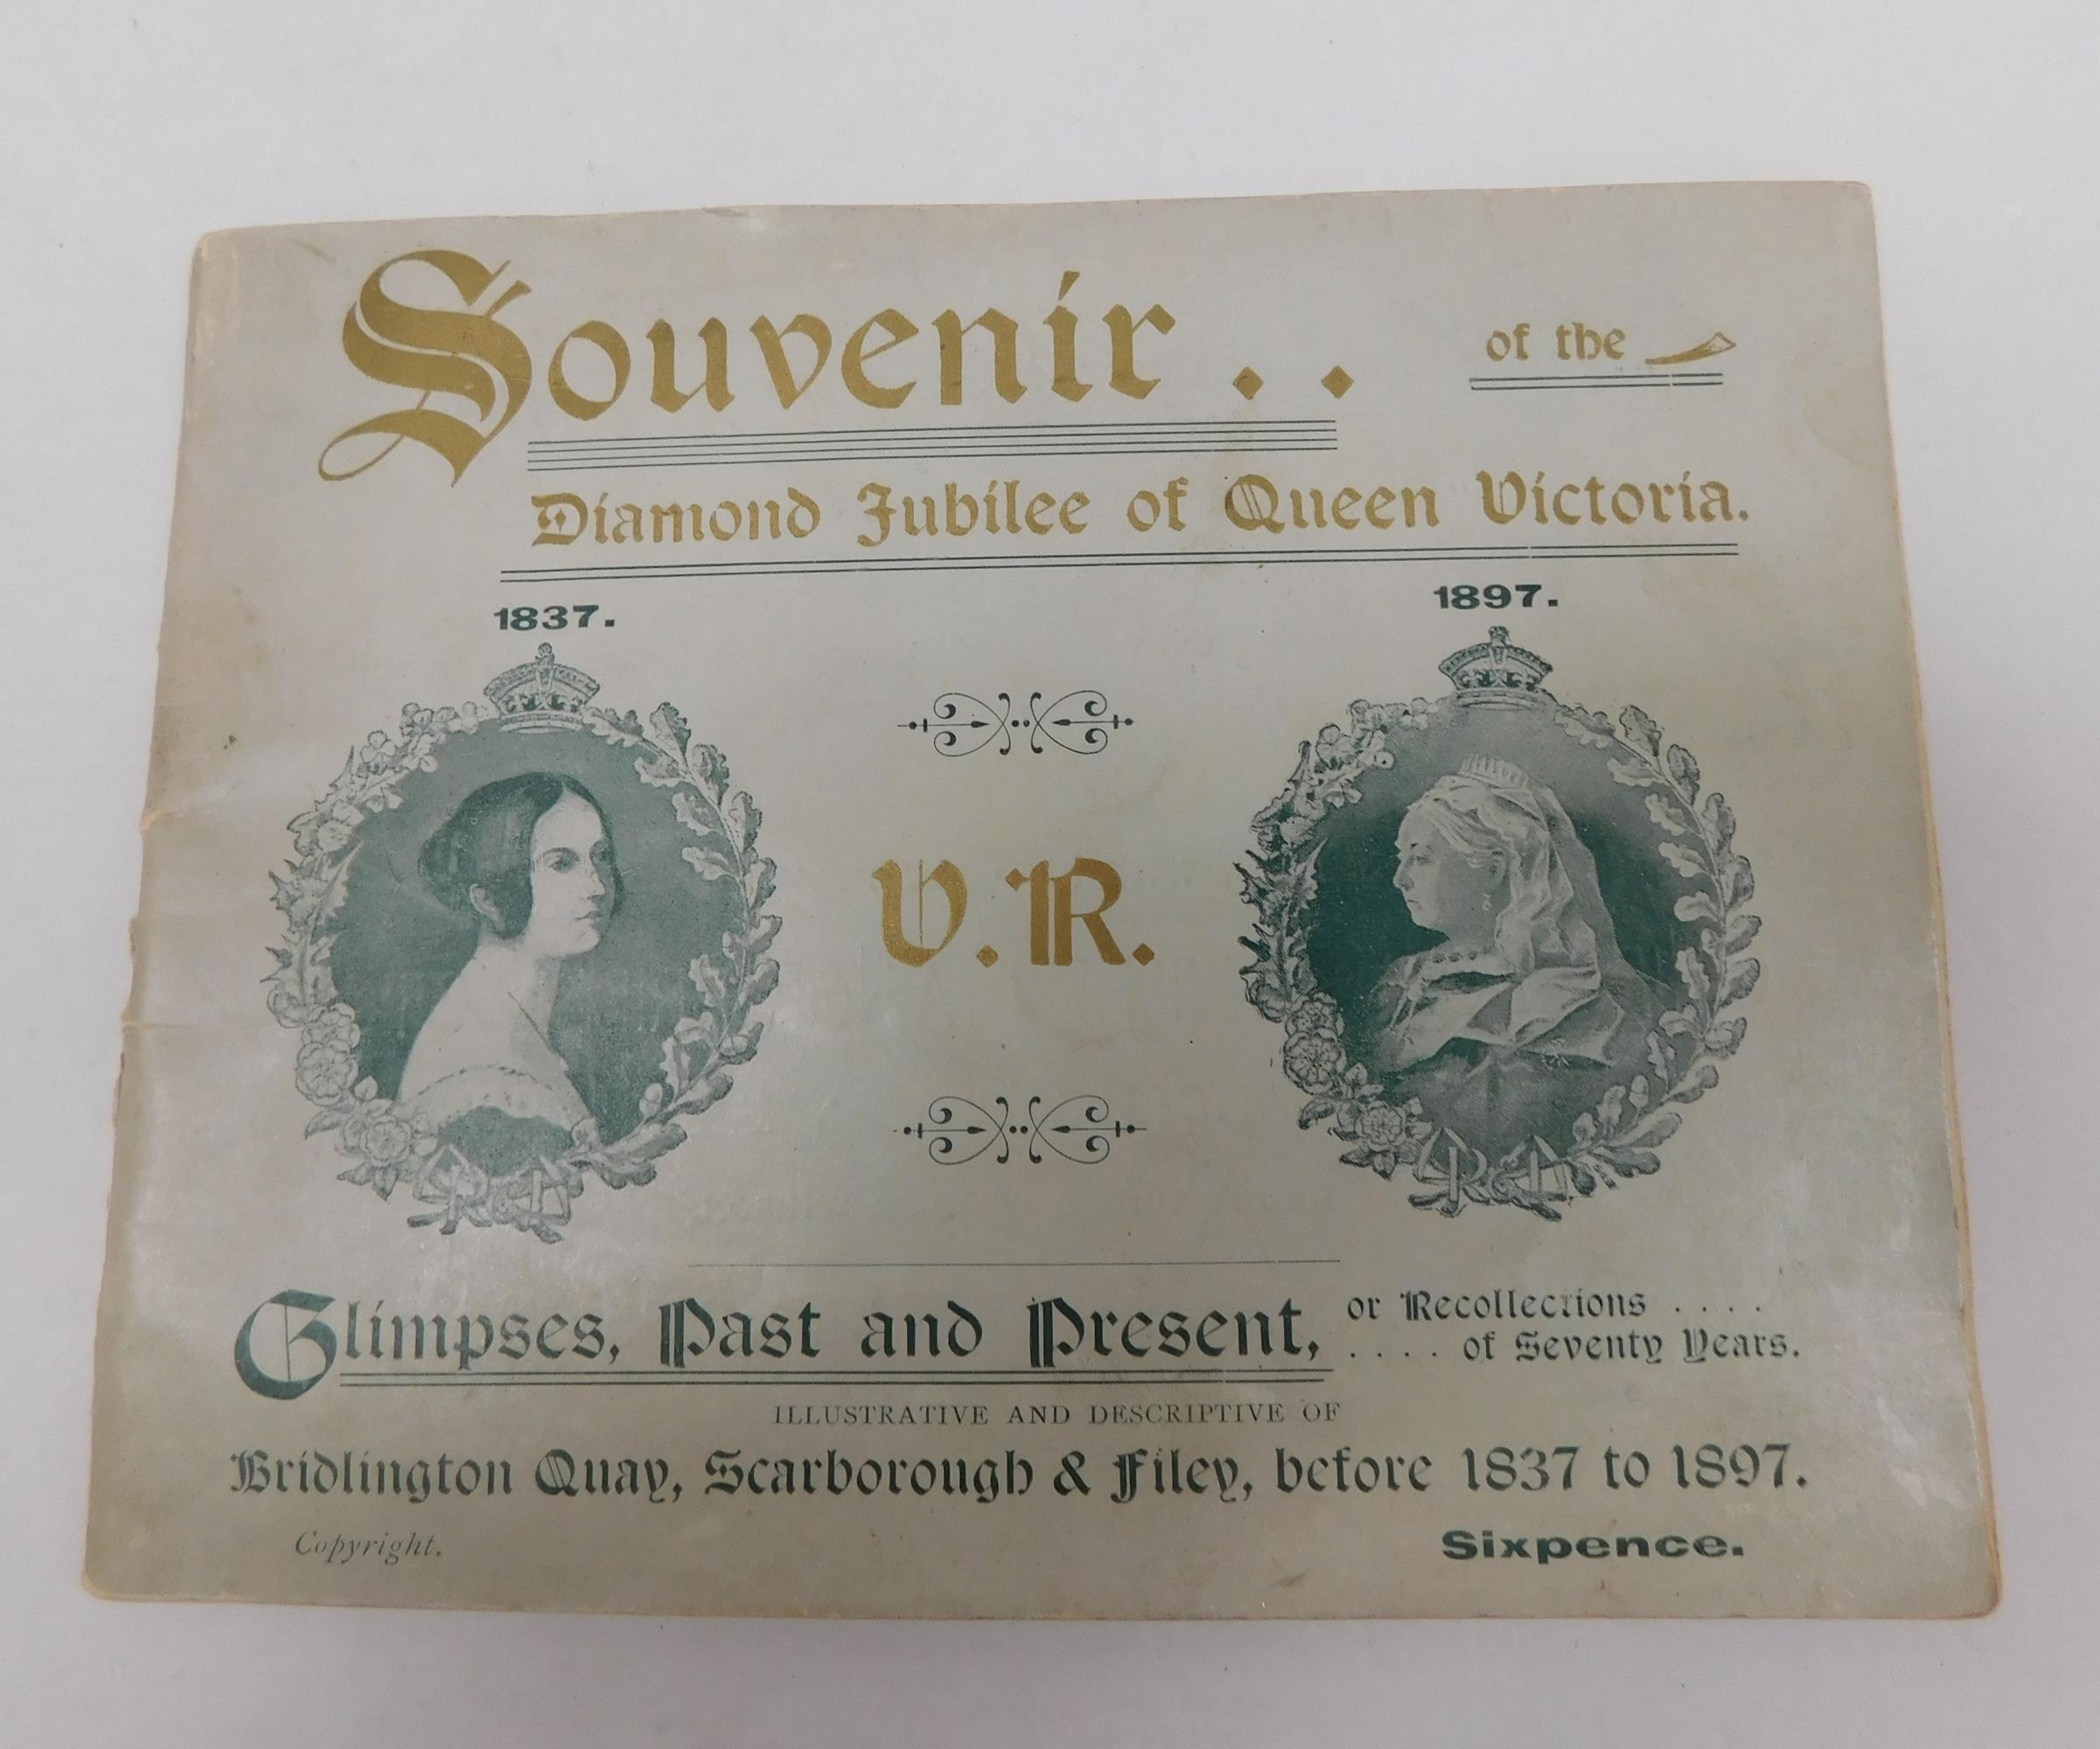 Souvenir . . of the
Diamond Jubilee of Queen Victoria.
1837.
1897.
V.R.
R & I
R & I
Glimpses, Past and Present,
or Recollections . . . .
. . . . of Seventy Years.
ILLUSTRATIVE AND DESCRIPTIVE OF
Bridlington Quay, Scarborough & Filey, before 1837 to 1897.
Copyright.
Sixpence.